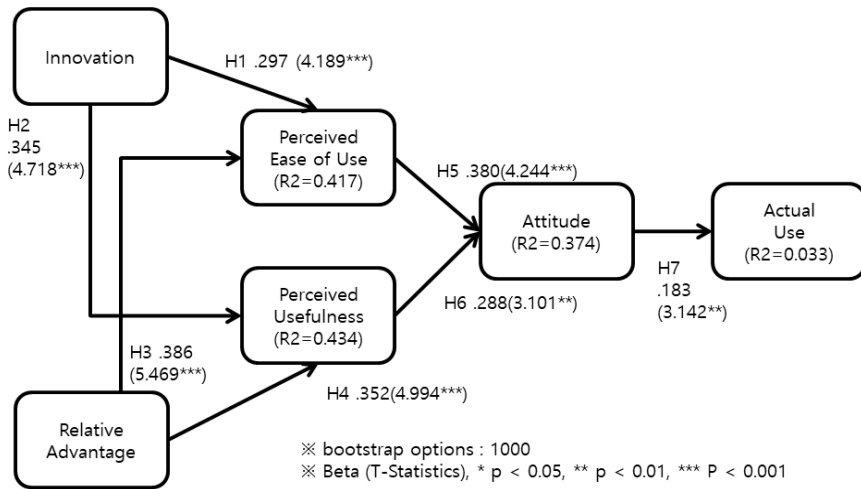 Innovation
H1 .297 (4.189***)
H2
.345
(4.718***)
Perceived
Ease of Use
(R2=0.417)
H5 .380(4.244***)
Attitude
(R2=0.374)
Actual
Use
(R2=0.033)
H7
.183
(3.142**)
Perceived
Usefulness
(R2=0.434)
H6 .288(3.101**)
H3 .386
(5.469***)
H4 .352(4.994***)
Relative
Advantage
※ bootstrap options : 1000
※ Beta (T-Statistics), * p < 0.05, ** p < 0.01, *** P < 0.001